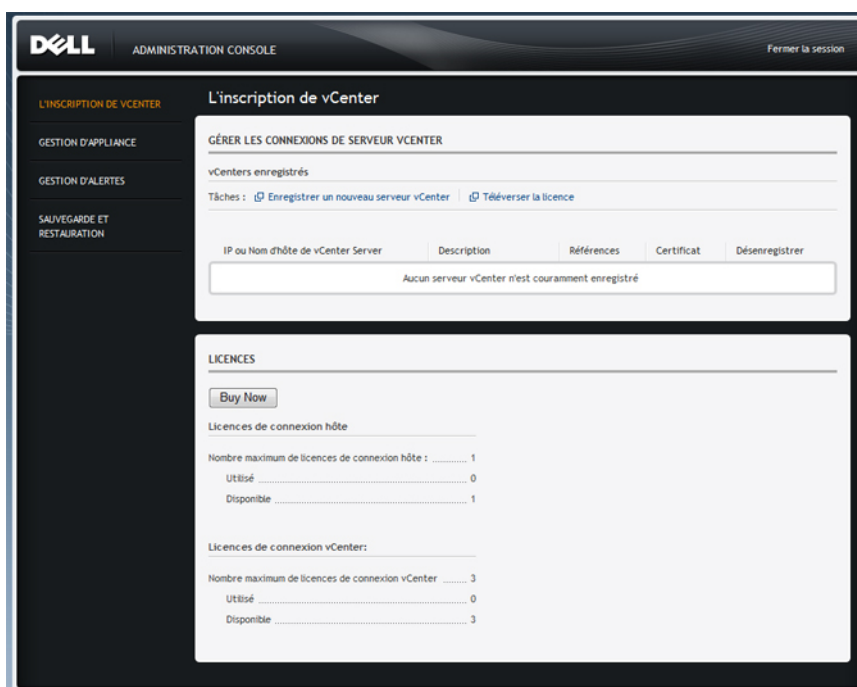 DELL
ADMINISTRATION CONSOLE
Fermer la session
L'INSCRIPTION DE VCENTER
GESTION D'APPLIANCE
GESTION D'ALERTES
SAUVEGARDE ET
RESTAURATION
L'inscription de vCenter
GÉRER LES CONNEXIONS DE SERVEUR VCENTER
vCenters enregistrés
Tâches : Enregistrer un nouveau serveur vCenter Téléverser la licence
IP ou Nom d'hôte de vCenter Server Description Références Certificat Désenregistrer
Aucun serveur vCenter n'est couramment enregistré
LICENCES
Buy Now
Licences de connexion hôte
Nombre maximum de licences de connexion hôte : ............ 1
Utilisé ............ 0
Disponible ............ 1
Licences de connexion vCenter:
Nombre maximum de licences de connexion vCenter ........ 3
Utilisé ............ 0
Disponible ............ 3